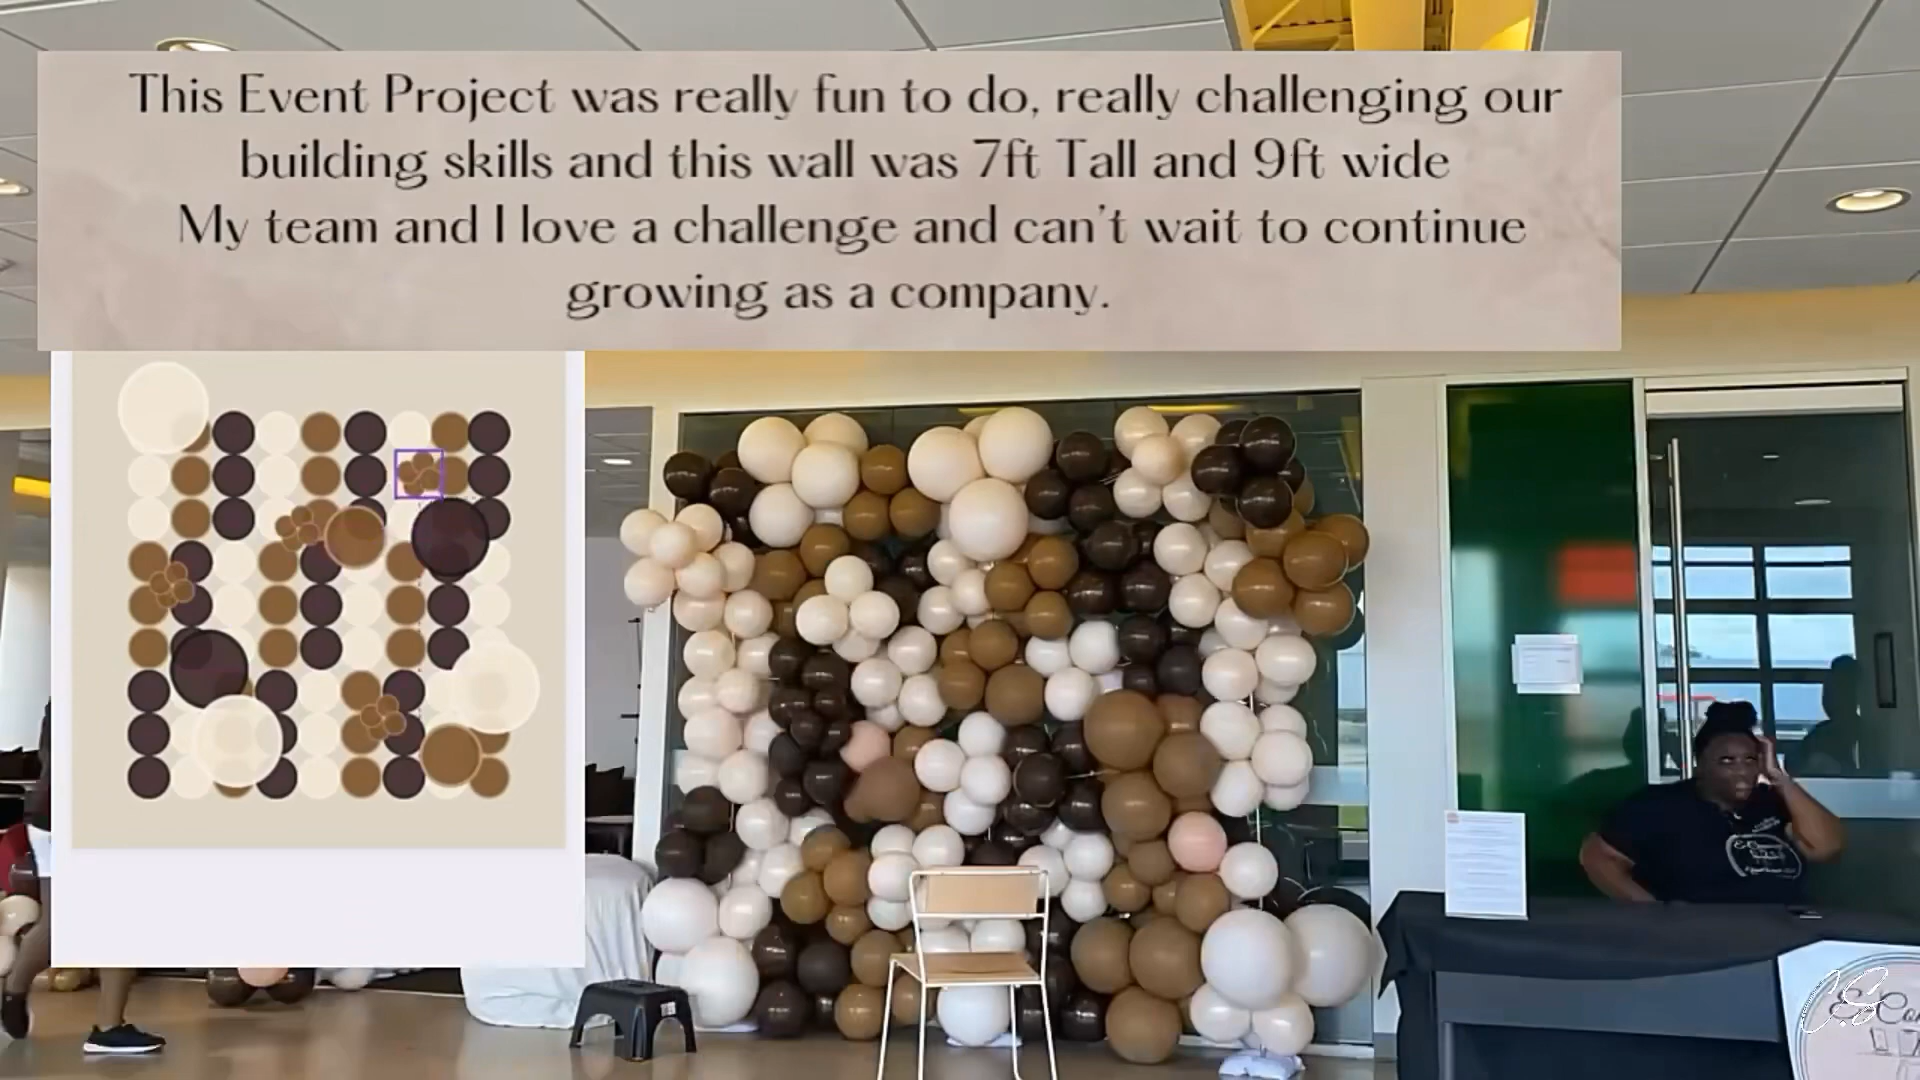 This Event Project was really fun to do, really challenging our
building skills and this wall was 7ft Tall and 9ft wide
My team and I love a challenge and can't wait to continue
growing as a company.